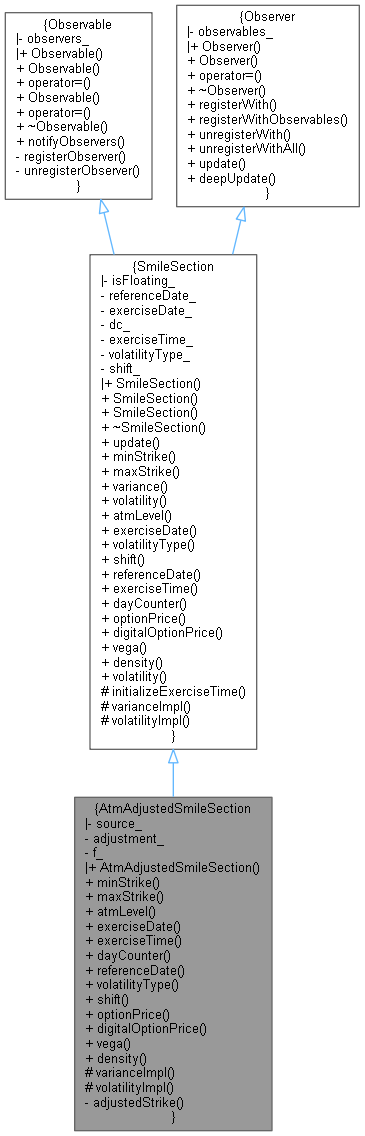 {Observable
|- observers_
|+ Observable()
+ Observable()
+ operator=()
+ Observable()
+ operator=()
+ ~Observable()
+ notifyObservers()
- registerObserver()
- unregisterObserver()
}
{Observer
|- observables_
|+ Observer()
+ Observer()
+ operator=()
+ ~Observer()
+ registerWith()
+ registerWithObservables()
+ unregisterWith()
+ unregisterWithAll()
+ update()
+ deepUpdate()
}
{SmileSection
|- isFloating_
- referenceDate_
- exerciseDate_
- dc_
- exerciseTime_
- volatilityType_
- shift_
|+ SmileSection()
+ SmileSection()
+ SmileSection()
+ ~SmileSection()
+ update()
+ minStrike()
+ maxStrike()
+ variance()
+ volatility()
+ atmLevel()
+ exerciseDate()
+ volatilityType()
+ shift()
+ referenceDate()
+ exerciseTime()
+ dayCounter()
+ optionPrice()
+ digitalOptionPrice()
+ vega()
+ density()
+ volatility()
# initializeExerciseTime()
# varianceImpl()
# volatilityImpl()
}
{AtmAdjustedSmileSection
|- source_
- adjustment_
- f_
|+ AtmAdjustedSmileSection()
+ minStrike()
+ maxStrike()
+ atmLevel()
+ exerciseDate()
+ exerciseTime()
+ dayCounter()
+ referenceDate()
+ volatilityType()
+ shift()
+ optionPrice()
+ digitalOptionPrice()
+ vega()
+ density()
# varianceImpl()
# volatilityImpl()
- adjustedStrike()
}